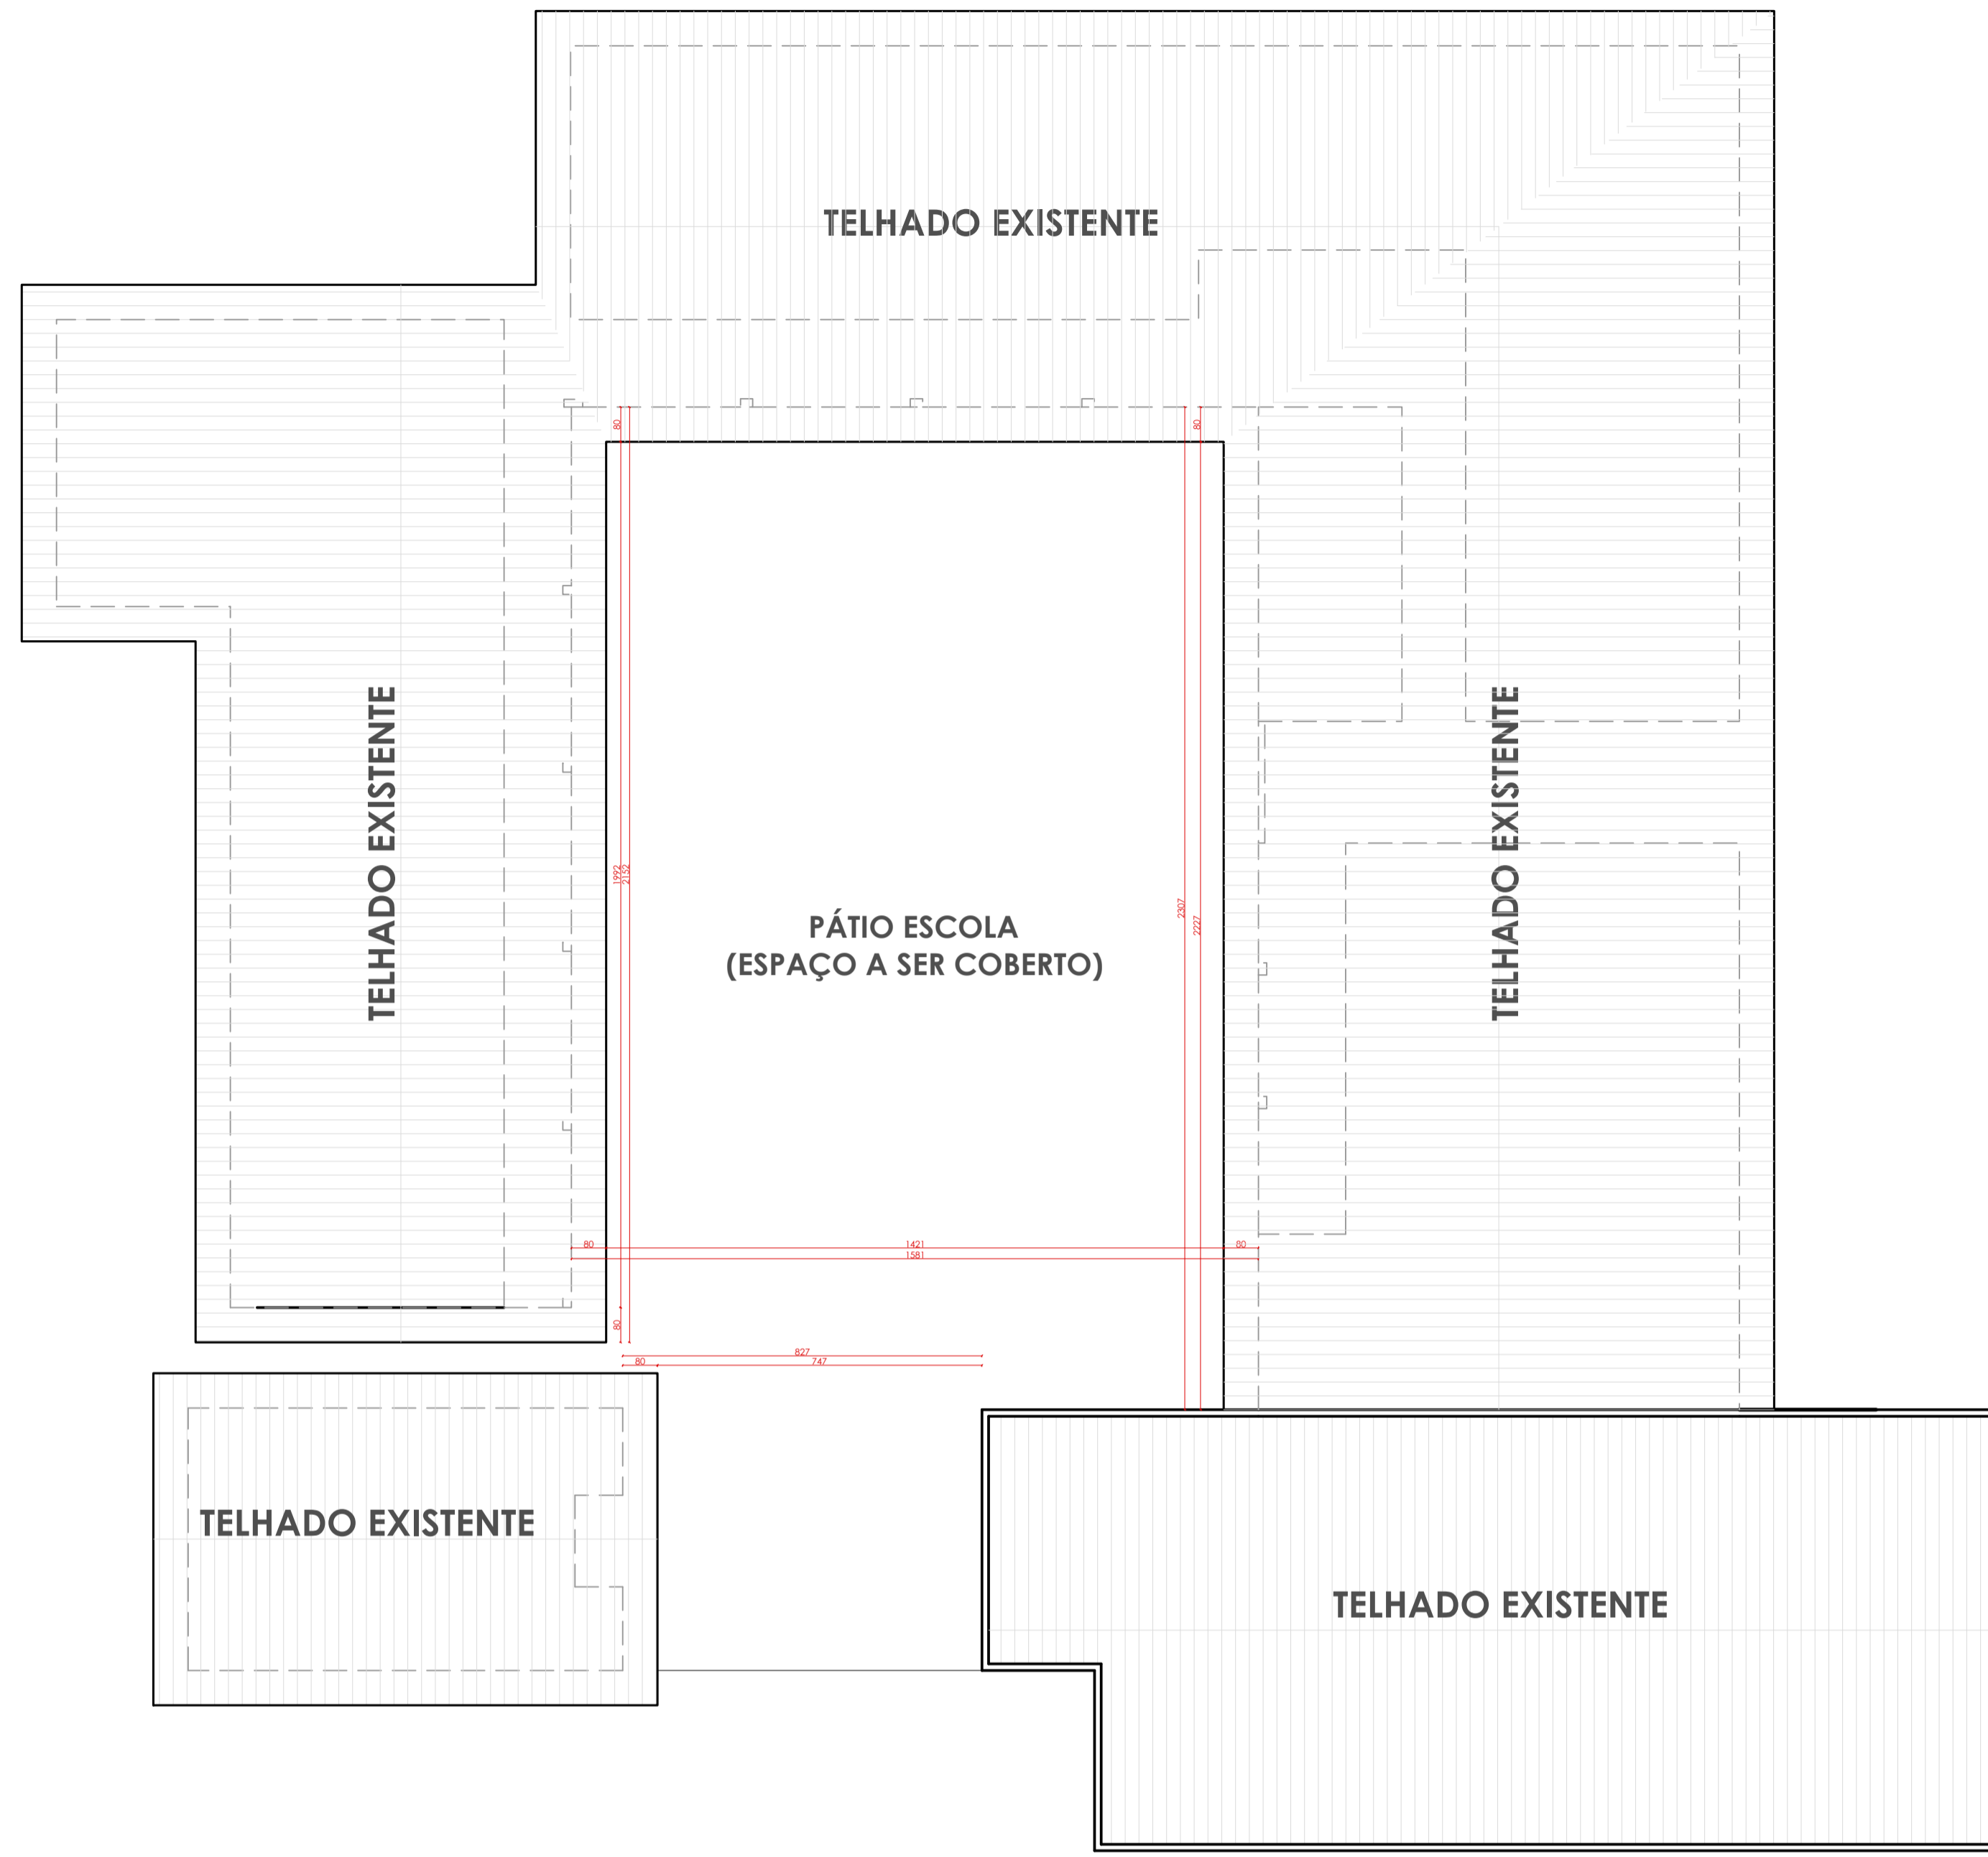 TELHADO EXISTENTE
80
80
TELHADO EXISTENTE
TELHADO EXISTENTE
1992
2152
2307
2227
PÁTIO ESCOLA
(ESPAÇO A SER COBERTO)
80
1421
80
1581
80
827
80
747
TELHADO EXISTENTE
TELHADO EXISTENTE